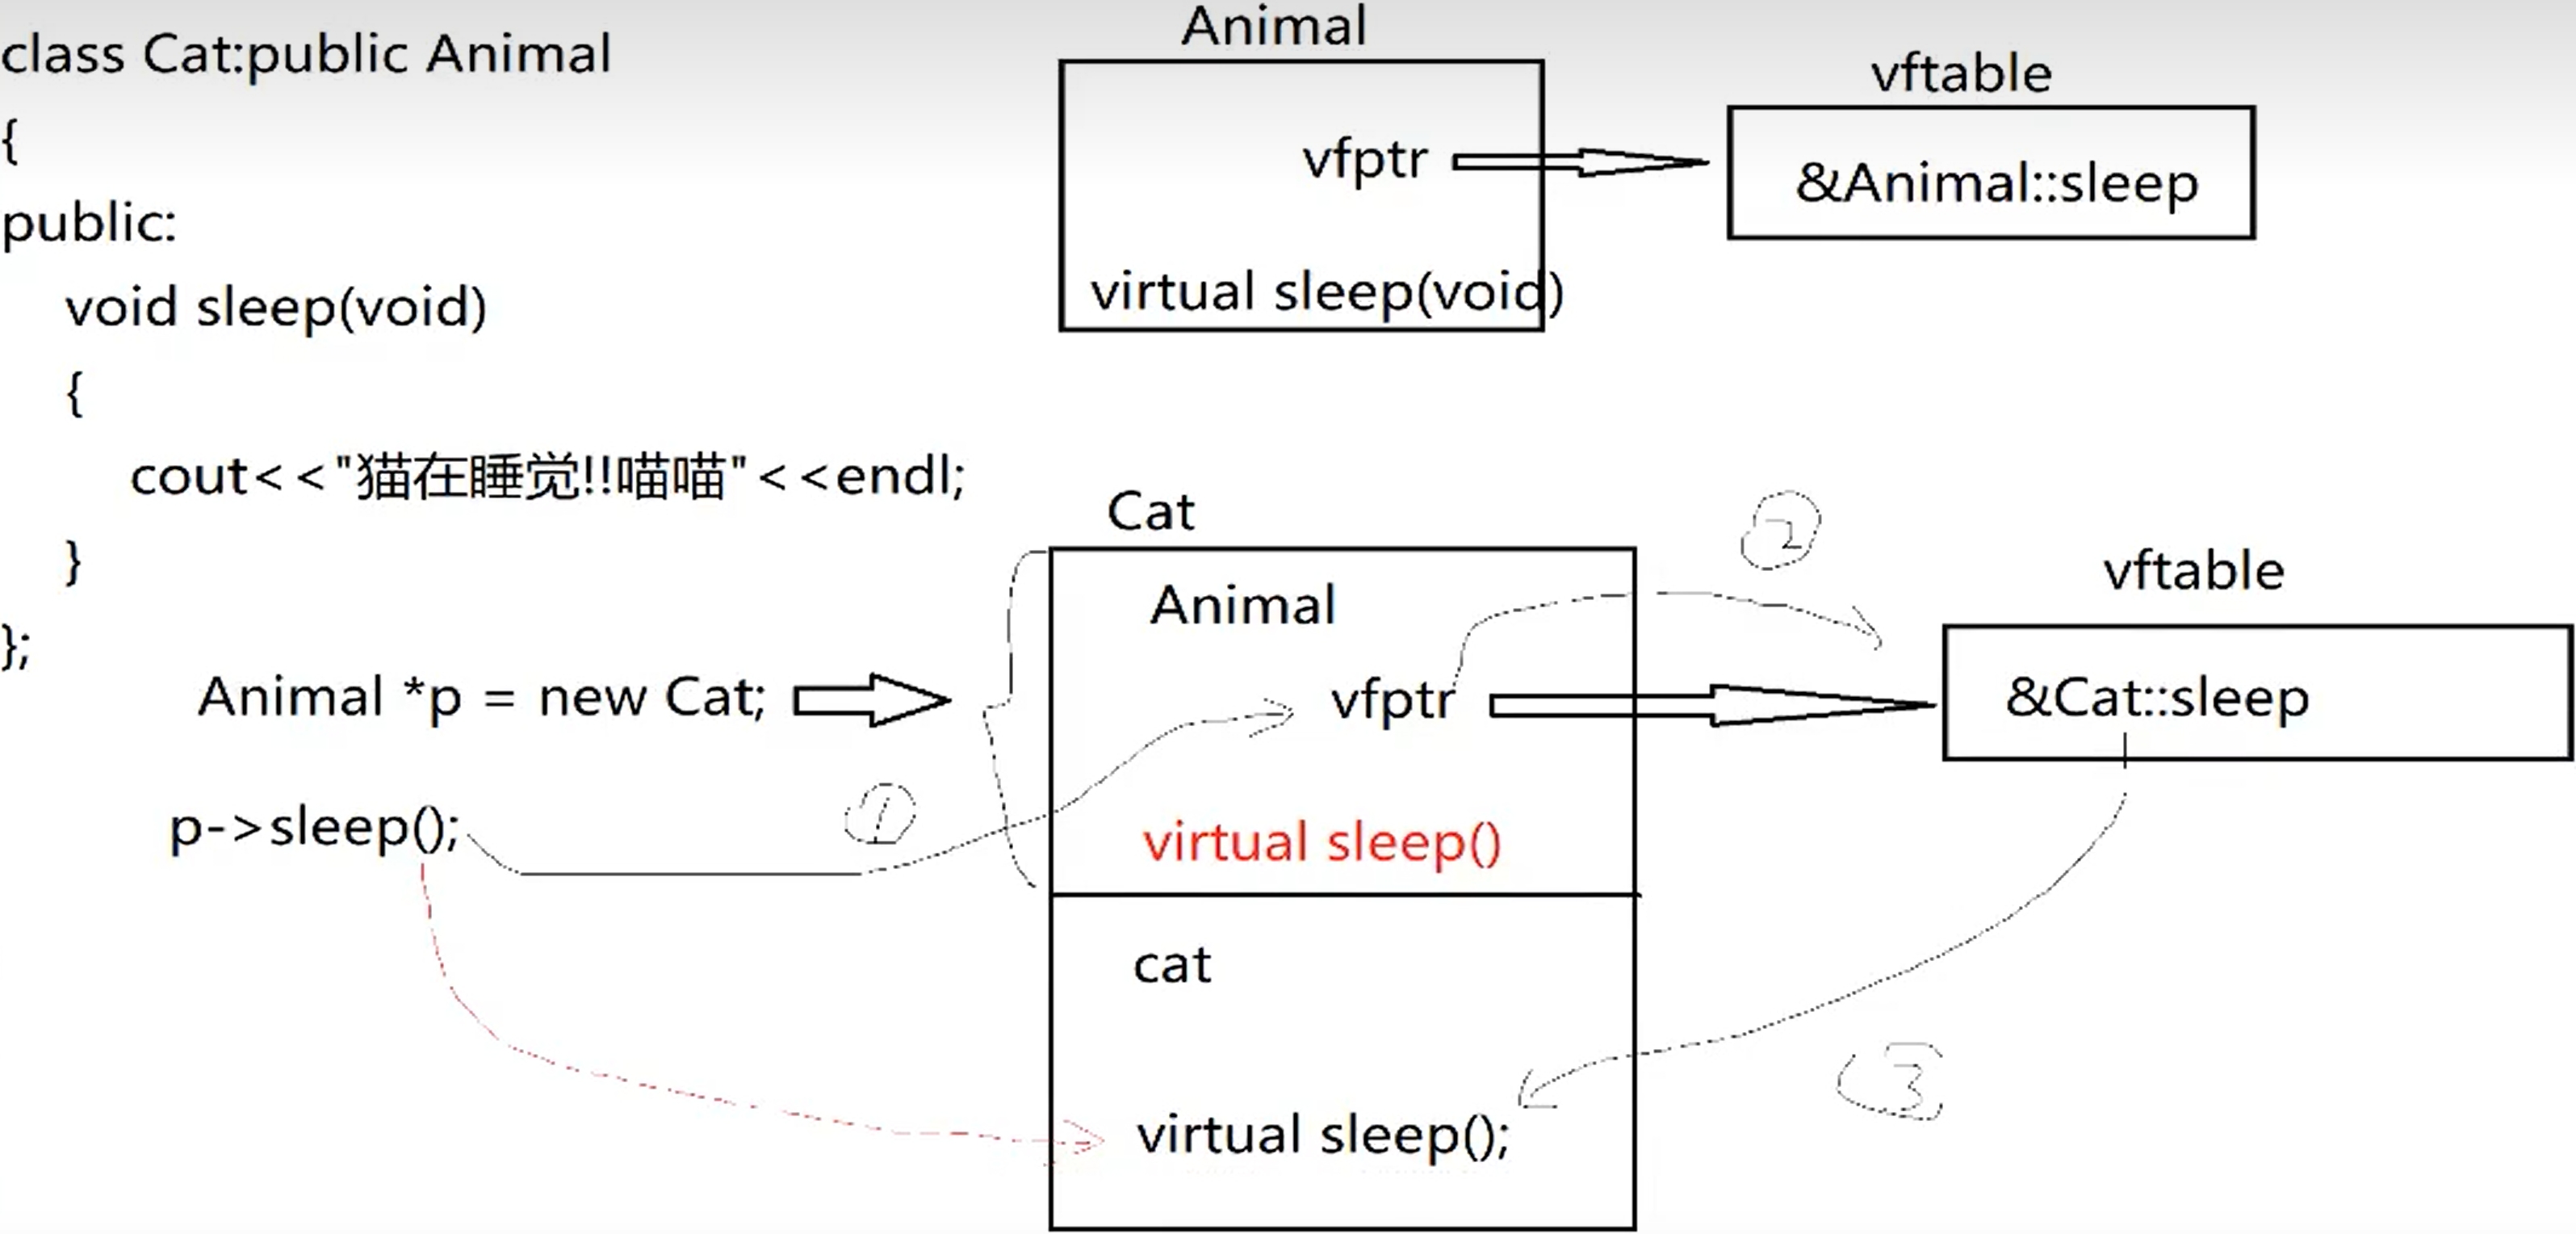 class Cat:public Animal
{
public:
void sleep(void)
{
cout<<"猫在睡觉!!喵喵"<<endl;
}
};
Animal *p = new Cat;
p->sleep();
Animal
vfptr
virtual sleep(void)
vftable
&Animal::sleep
Cat
Animal
vfptr
virtual sleep()
cat
virtual sleep();
vftable
&Cat::sleep
①
②
③